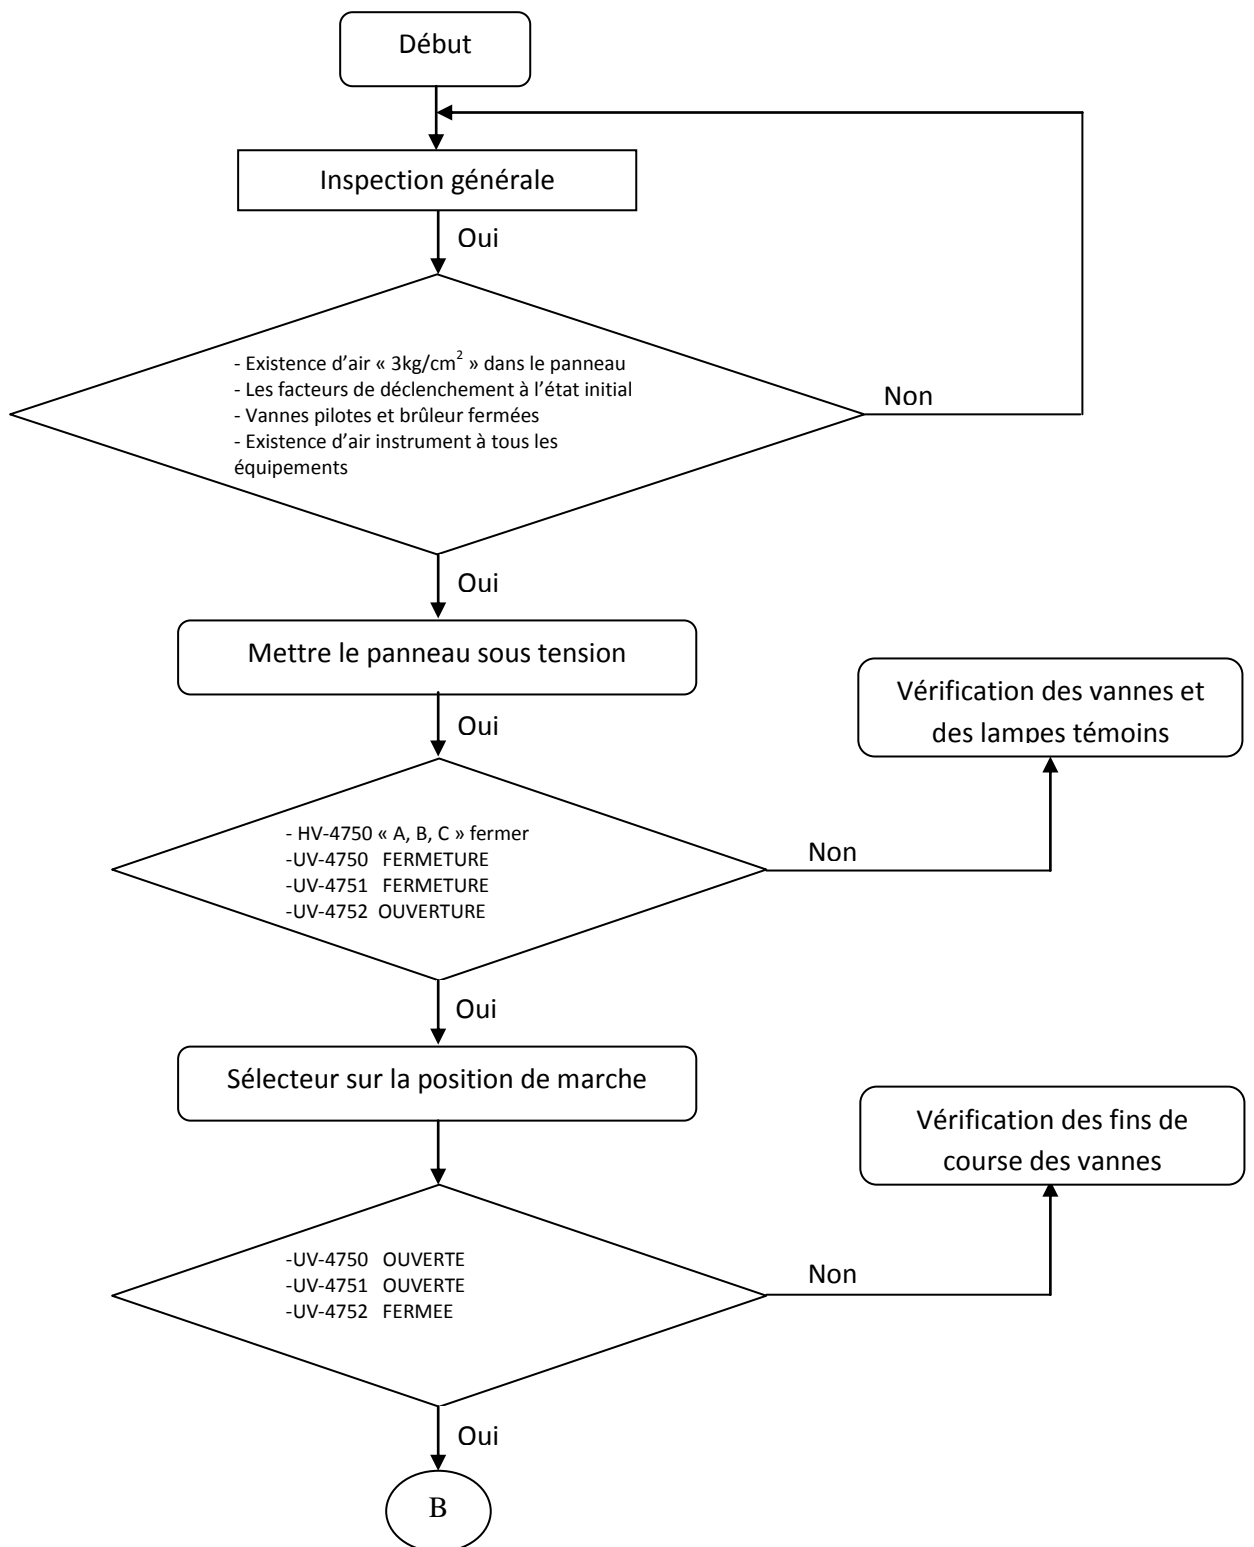 Début
Inspection générale
Oui
- Existence d’air « 3kg/cm² » dans le panneau
- Les facteurs de déclenchement à l’état initial
- Vannes pilotes et brûleur fermées
- Existence d’air instrument à tous les
équipements
Non
Oui
Mettre le panneau sous tension
Vérification des vannes et
des lampes témoins
Oui
- HV-4750 « A, B, C » fermer
-UV-4750 FERMETURE
-UV-4751 FERMETURE
-UV-4752 OUVERTURE
Non
Oui
Sélecteur sur la position de marche
Vérification des fins de
course des vannes
-UV-4750 OUVERTE
-UV-4751 OUVERTE
-UV-4752 FERMEE
Non
Oui
B